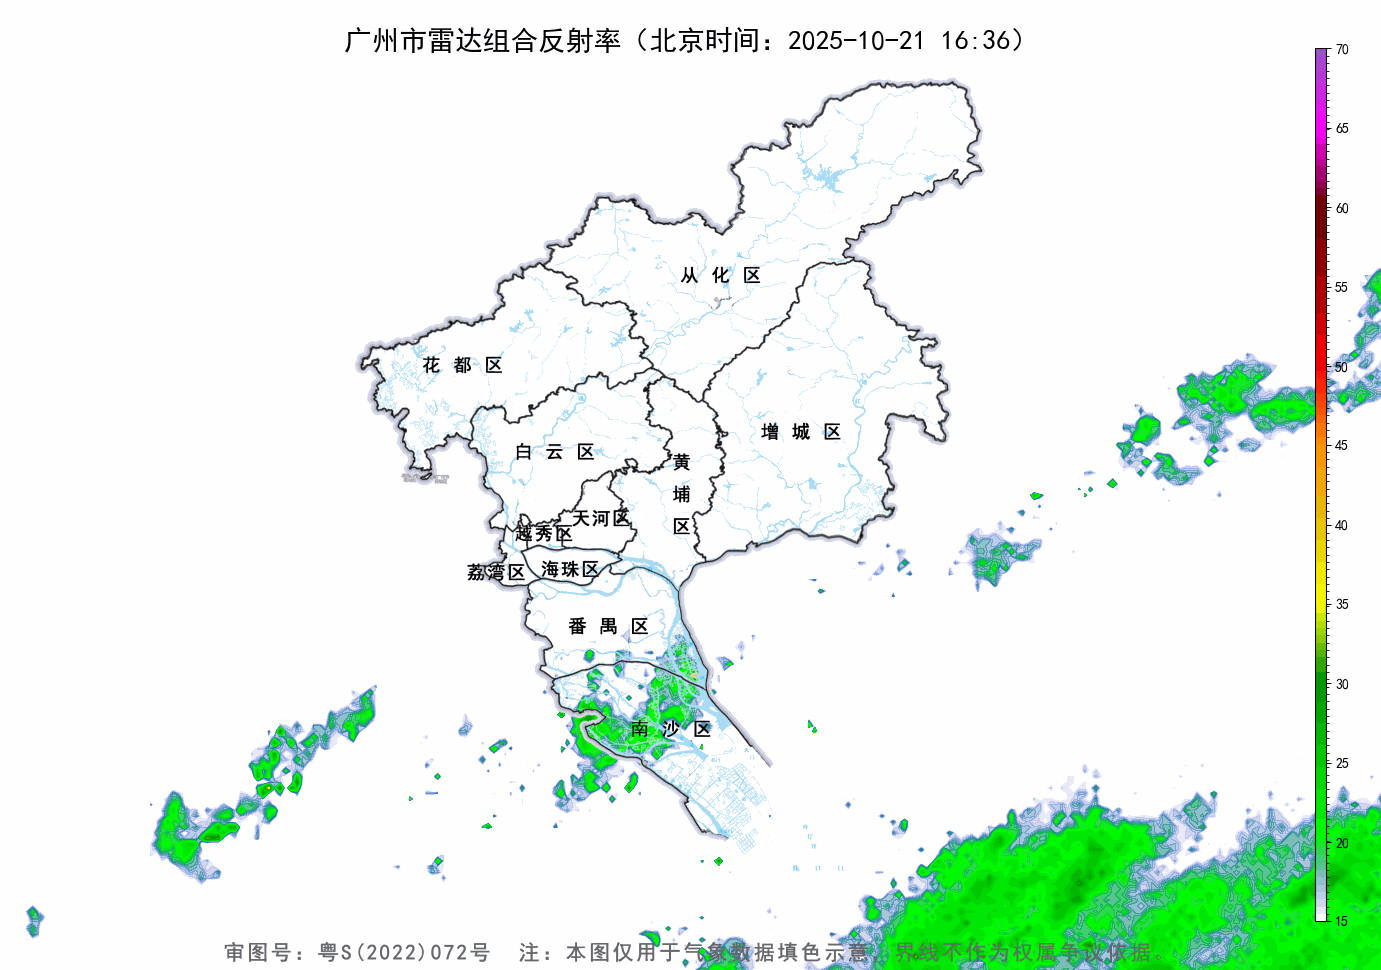 广州市雷达组合反射率（北京时间：2025-10-21 16:36）
70
65
60
55
50
45
40
35
30
25
20
15
从化区
花都区
增城区
白云区
黄埔区
天河区
越秀区
荔湾区
海珠区
番禺区
南沙区
审图号：粤S(2022)072号 注：本图仅用于气象数据填色示意，界线不作为权属争议依据。